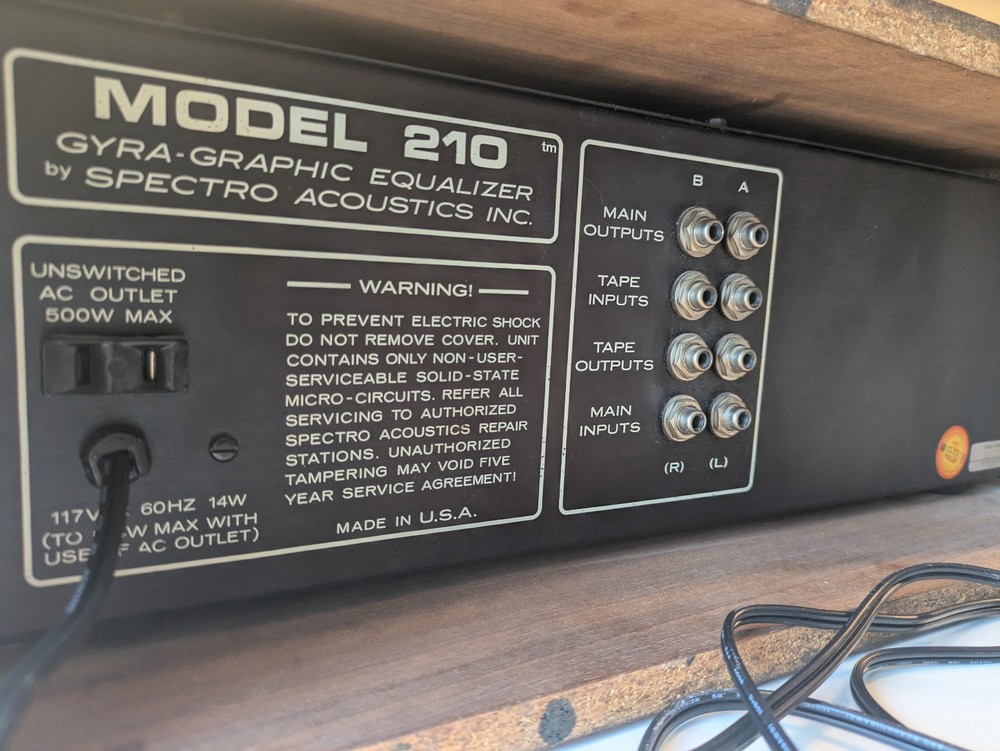 MODEL 210 tm
GYRA-GRAPHIC EQUALIZER
by SPECTRO ACOUSTICS INC.
UNSWITCHED
AC OUTLET
500W MAX
117V 60HZ 14W
(TO W MAX WITH
USE AC OUTLET)
WARNING!
TO PREVENT ELECTRIC SHOCK
DO NOT REMOVE COVER. UNIT
CONTAINS ONLY NON-USER-
SERVICEABLE SOLID-STATE
MICRO-CIRCUITS. REFER ALL
SERVICING TO AUTHORIZED
SPECTRO ACOUSTICS REPAIR
STATIONS. UNAUTHORIZED
TAMPERING MAY VOID FIVE
YEAR SERVICE AGREEMENT!
MADE IN U.S.A.
B A
MAIN
OUTPUTS
TAPE
INPUTS
TAPE
OUTPUTS
MAIN
INPUTS
(R) (L)